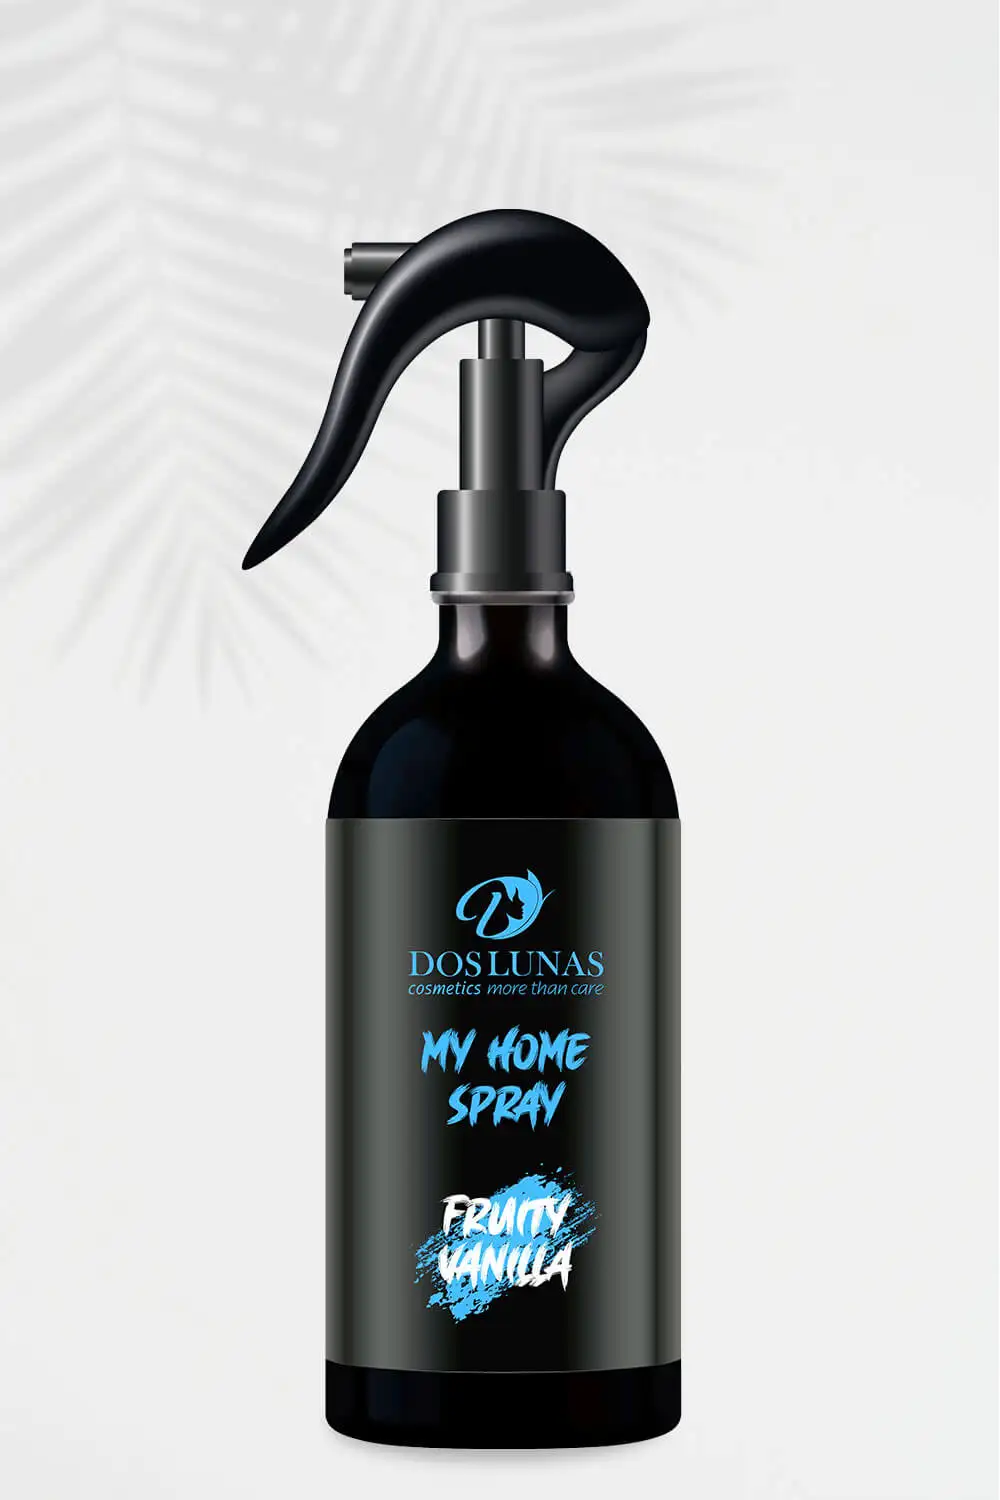 DOS LUNAS
cosmetics more than care
MY HOME
SPRAY
FRUITY
VANILLA